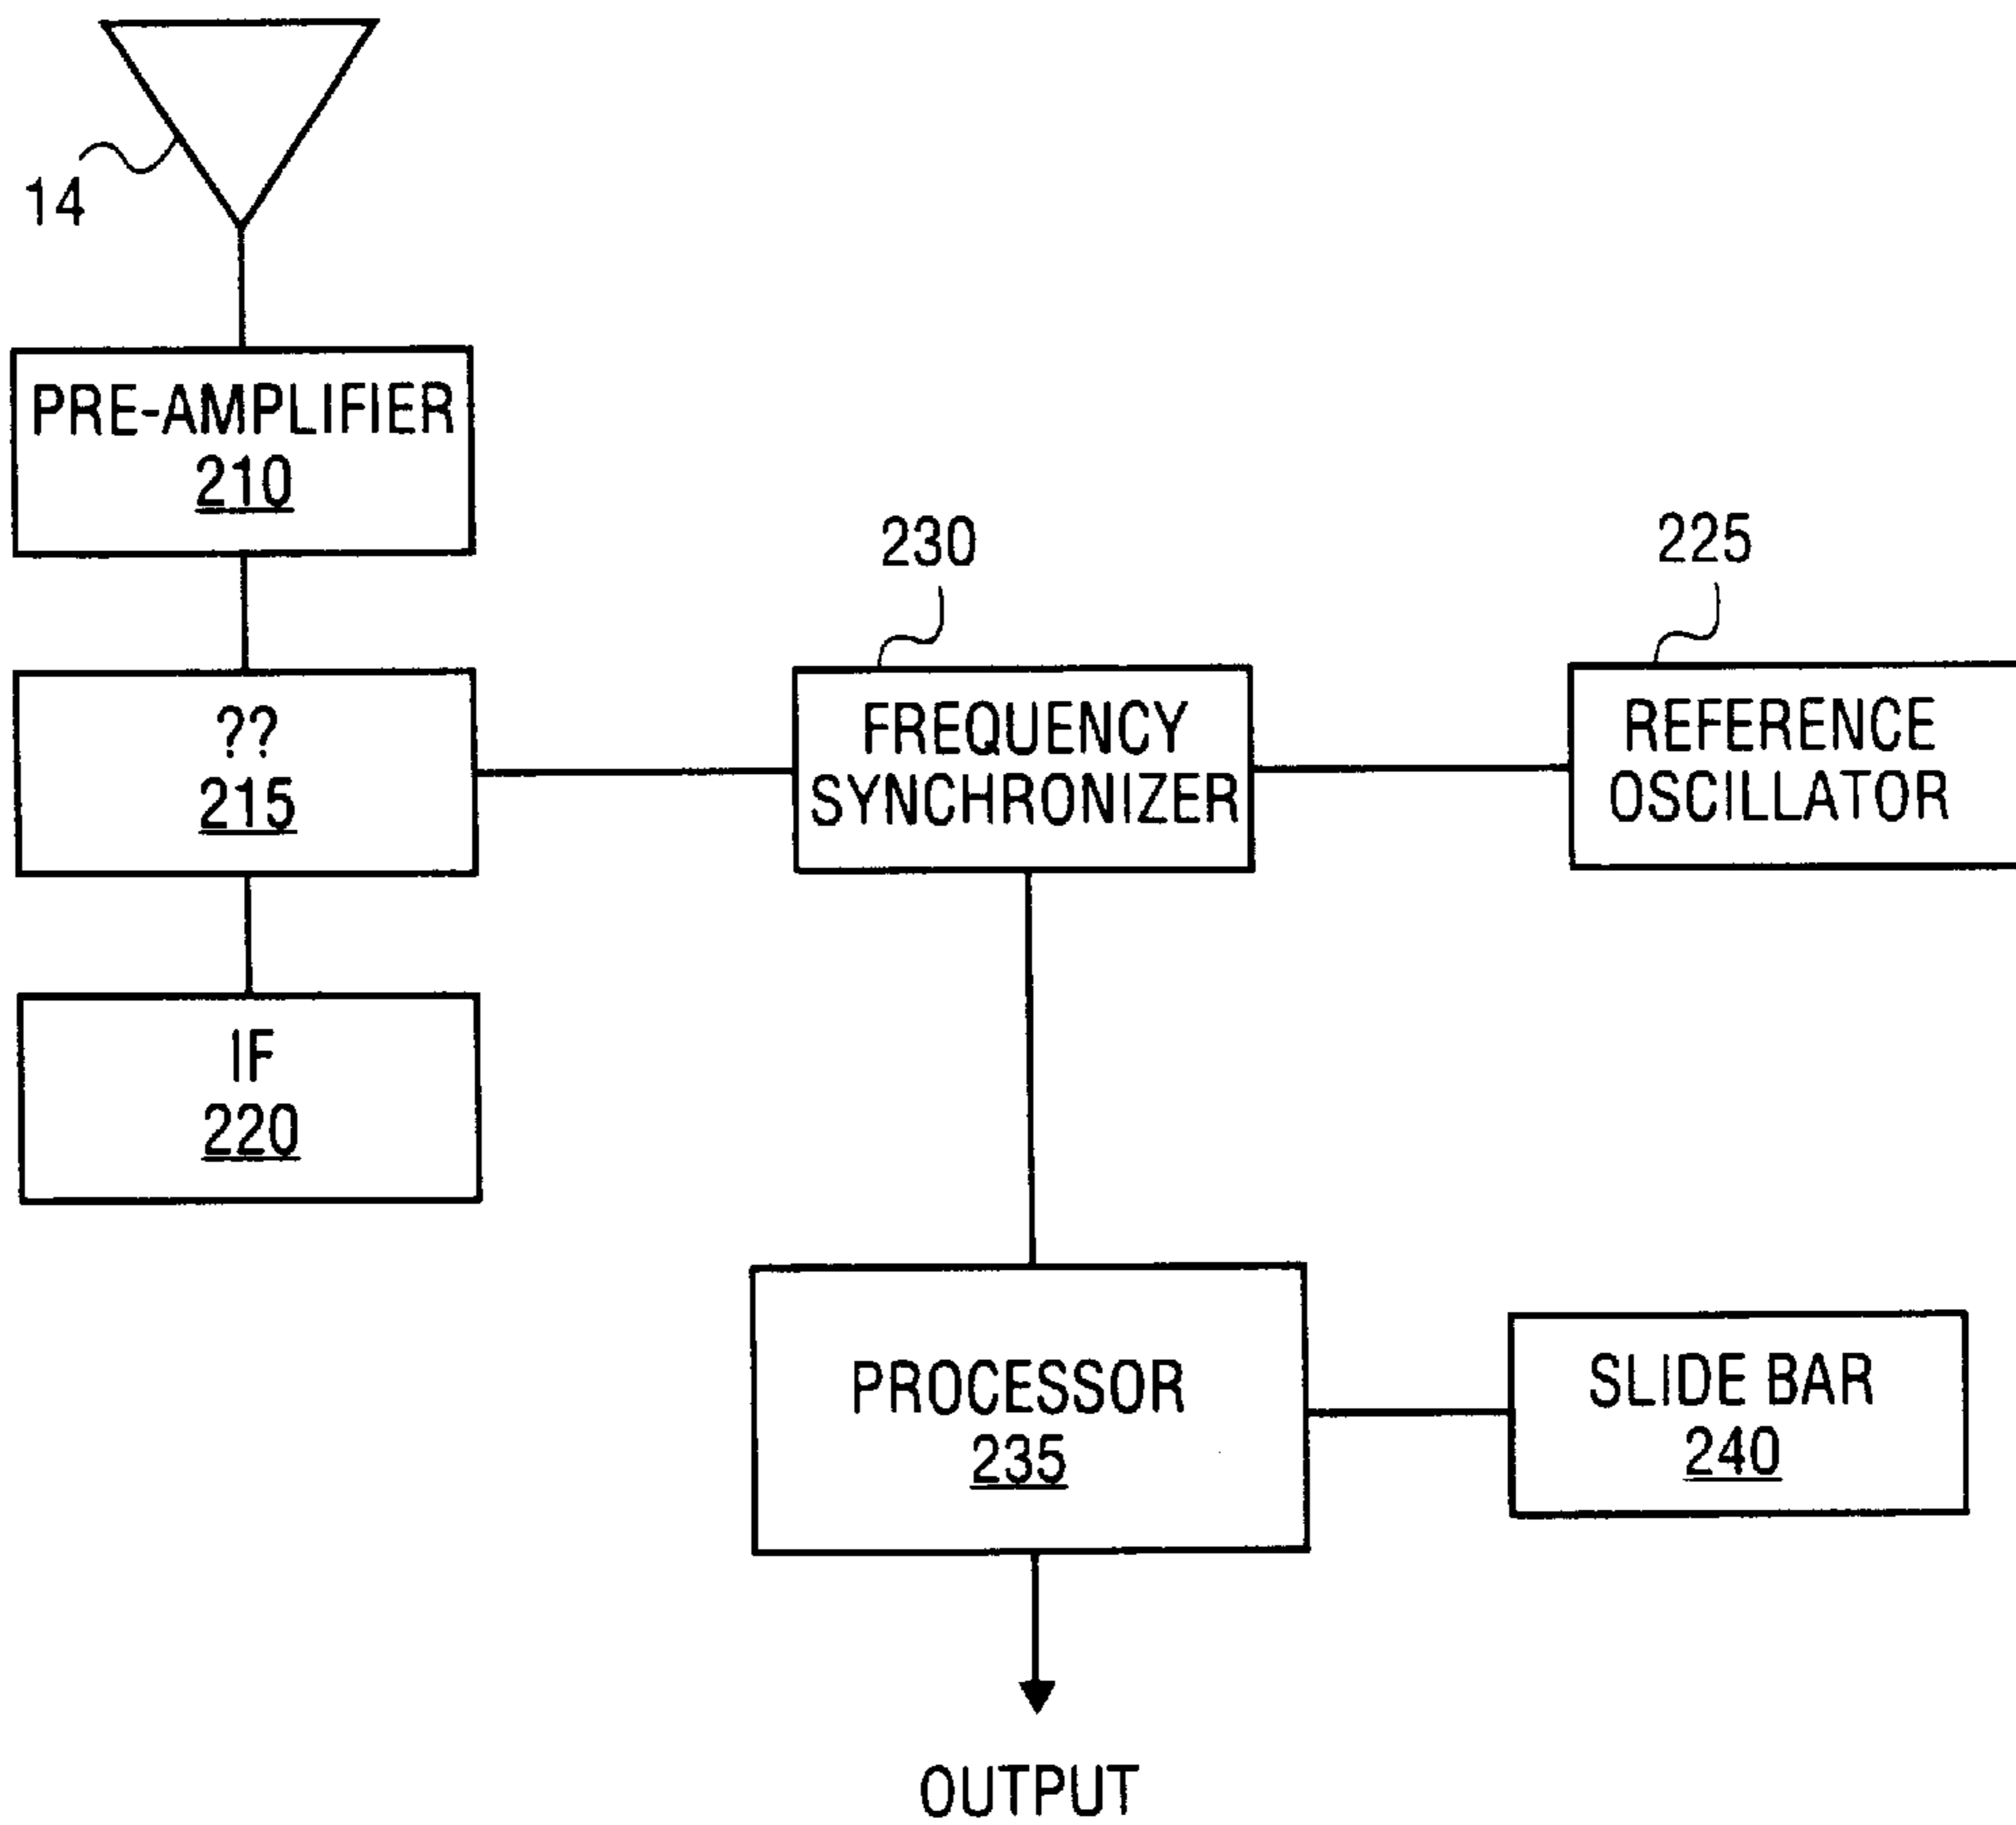 14
PRE-AMPLIFIER
210
230
225
??
215
FREQUENCY
SYNCHRONIZER
REFERENCE
OSCILLATOR
IF
220
PROCESSOR
235
SLIDE BAR
240
OUTPUT